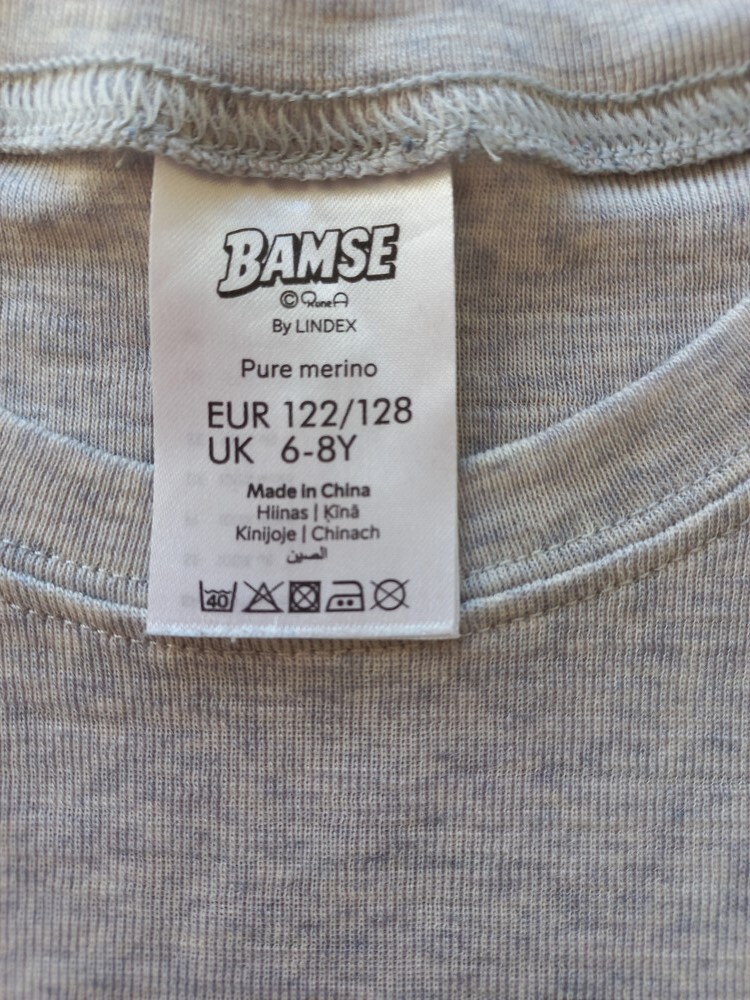 BAMSE
© Rune A
By LINDEX
Pure merino
EUR 122/128
UK 6-8Y
Made in China
Hiinas | Ķīnā
Kinijoje | Chinach
الصين
40